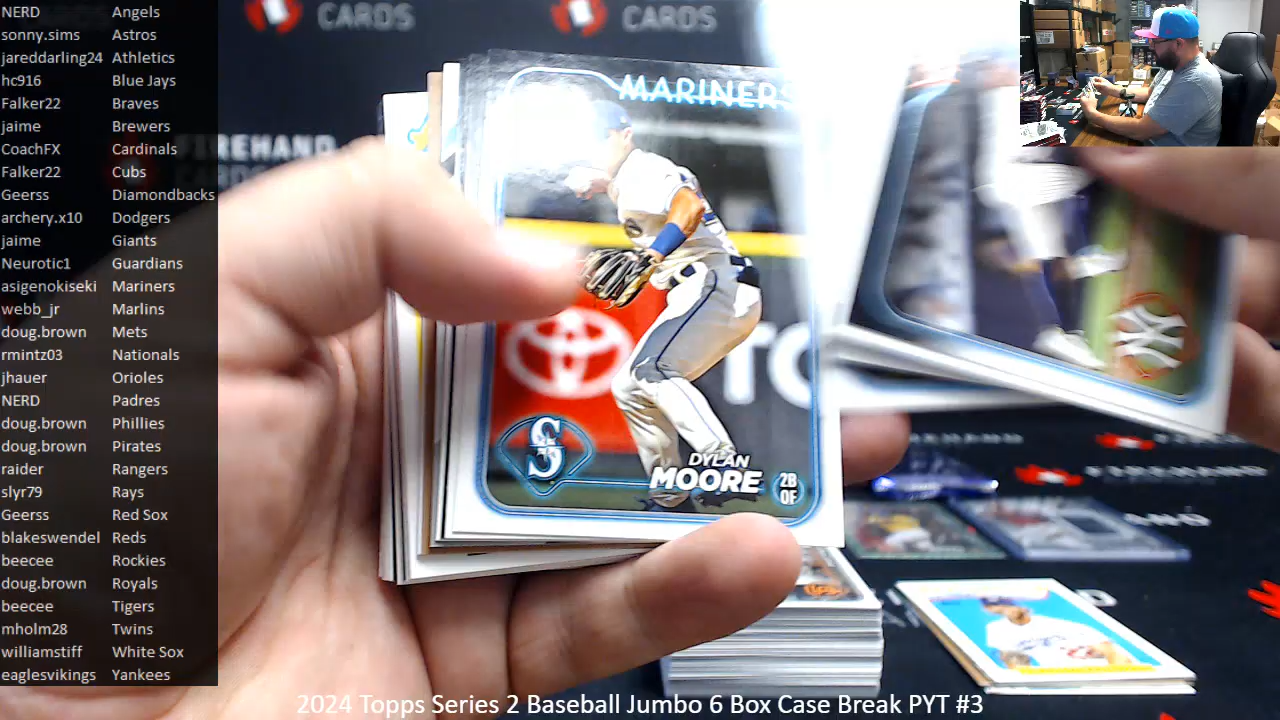 NERD Angels
sonny.sims Astros
jareddarling24 Athletics
hc916 Blue Jays
Falker22 Braves
jaime Brewers
CoachFX Cardinals
Falker22 Cubs
Geerss Diamondbacks
archery.x10 Dodgers
jaime Giants
Neurotic1 Guardians
asigenokiseki Mariners
webb_jr Marlins
doug.brown Mets
rmintz03 Nationals
jhauer Orioles
NERD Padres
doug.brown Phillies
doug.brown Pirates
raider Rangers
slyr79 Rays
Geerss Red Sox
blakeswendel Reds
beecee Rockies
doug.brown Royals
beecee Tigers
mholm28 Twins
williamstiff White Sox
eaglesvikings Yankees
CARDS
CARDS
FIREHAND
MARINERS
TO
S
DYLAN
MOORE
2B
OF
2024 Topps Series 2 Baseball Jumbo 6 Box Case Break PYT #3